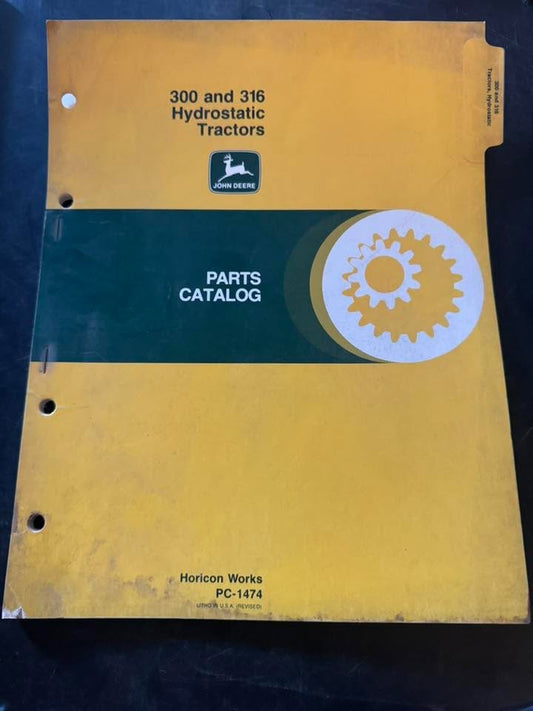 300 and 316
Hydrostatic
Tractors
JOHN DEERE
300 and 316
Tractors, Hydrostatic
PARTS
CATALOG
Horicon Works
PC-1474
LITHO IN U.S.A. (REVISED)